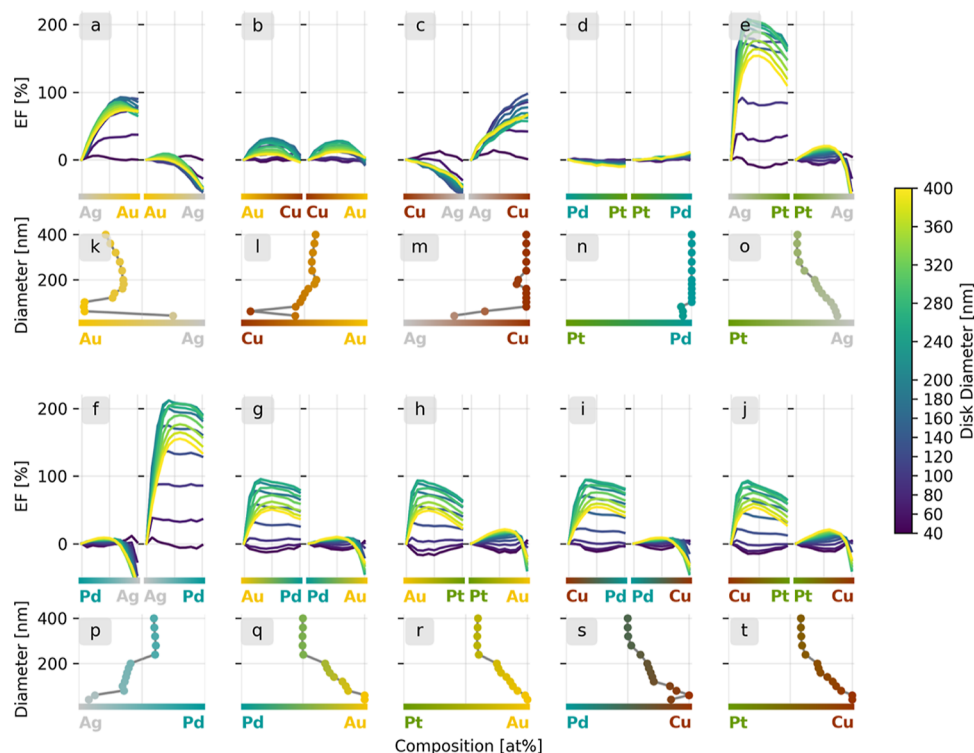 a b c d e
200
100
0
EF [%]
Ag Au Au Ag
Au Cu Cu Au
Cu Ag Ag Cu
Pd Pt Pt Pd
Ag Pt Pt Ag
k l m n o
400
200
Diameter [nm]
Au Ag
Cu Au
Ag Cu
Pt Pd
Pt Ag
f g h i j
200
100
0
EF [%]
Pd Ag Ag Pd
Au Pd Pd Au
Au Pt Pt Au
Cu Pd Pd Cu
Cu Pt Pt Cu
p q r s t
400
200
Diameter [nm]
Ag Pd
Pd Au
Pt Au
Pd Cu
Pt Cu
Composition [at%]
400
360
320
280
240
200
180
160
140
120
100
80
60
40
Disk Diameter [nm]